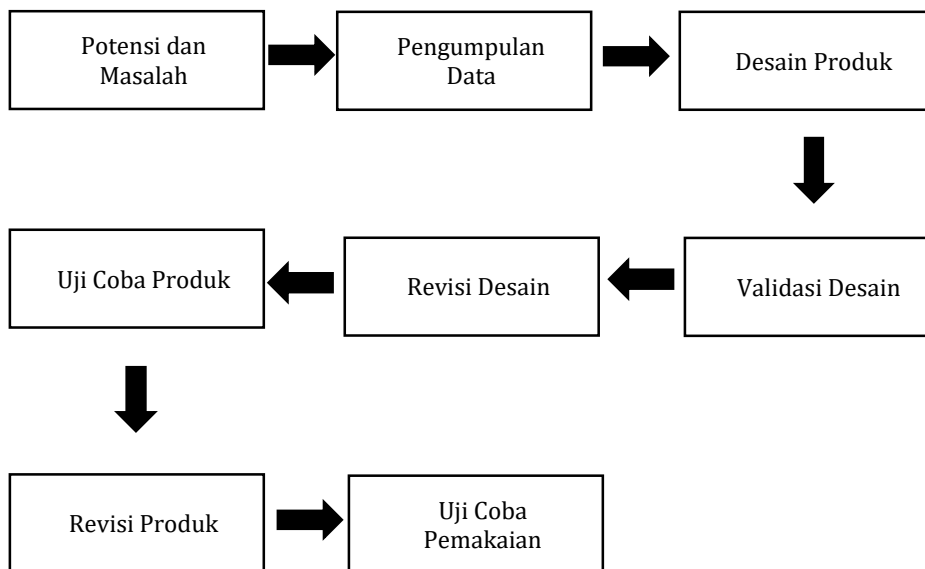 Potensi dan
Masalah
Pengumpulan
Data
Desain Produk
Validasi Desain
Revisi Desain
Uji Coba Produk
Revisi Produk
Uji Coba
Pemakaian